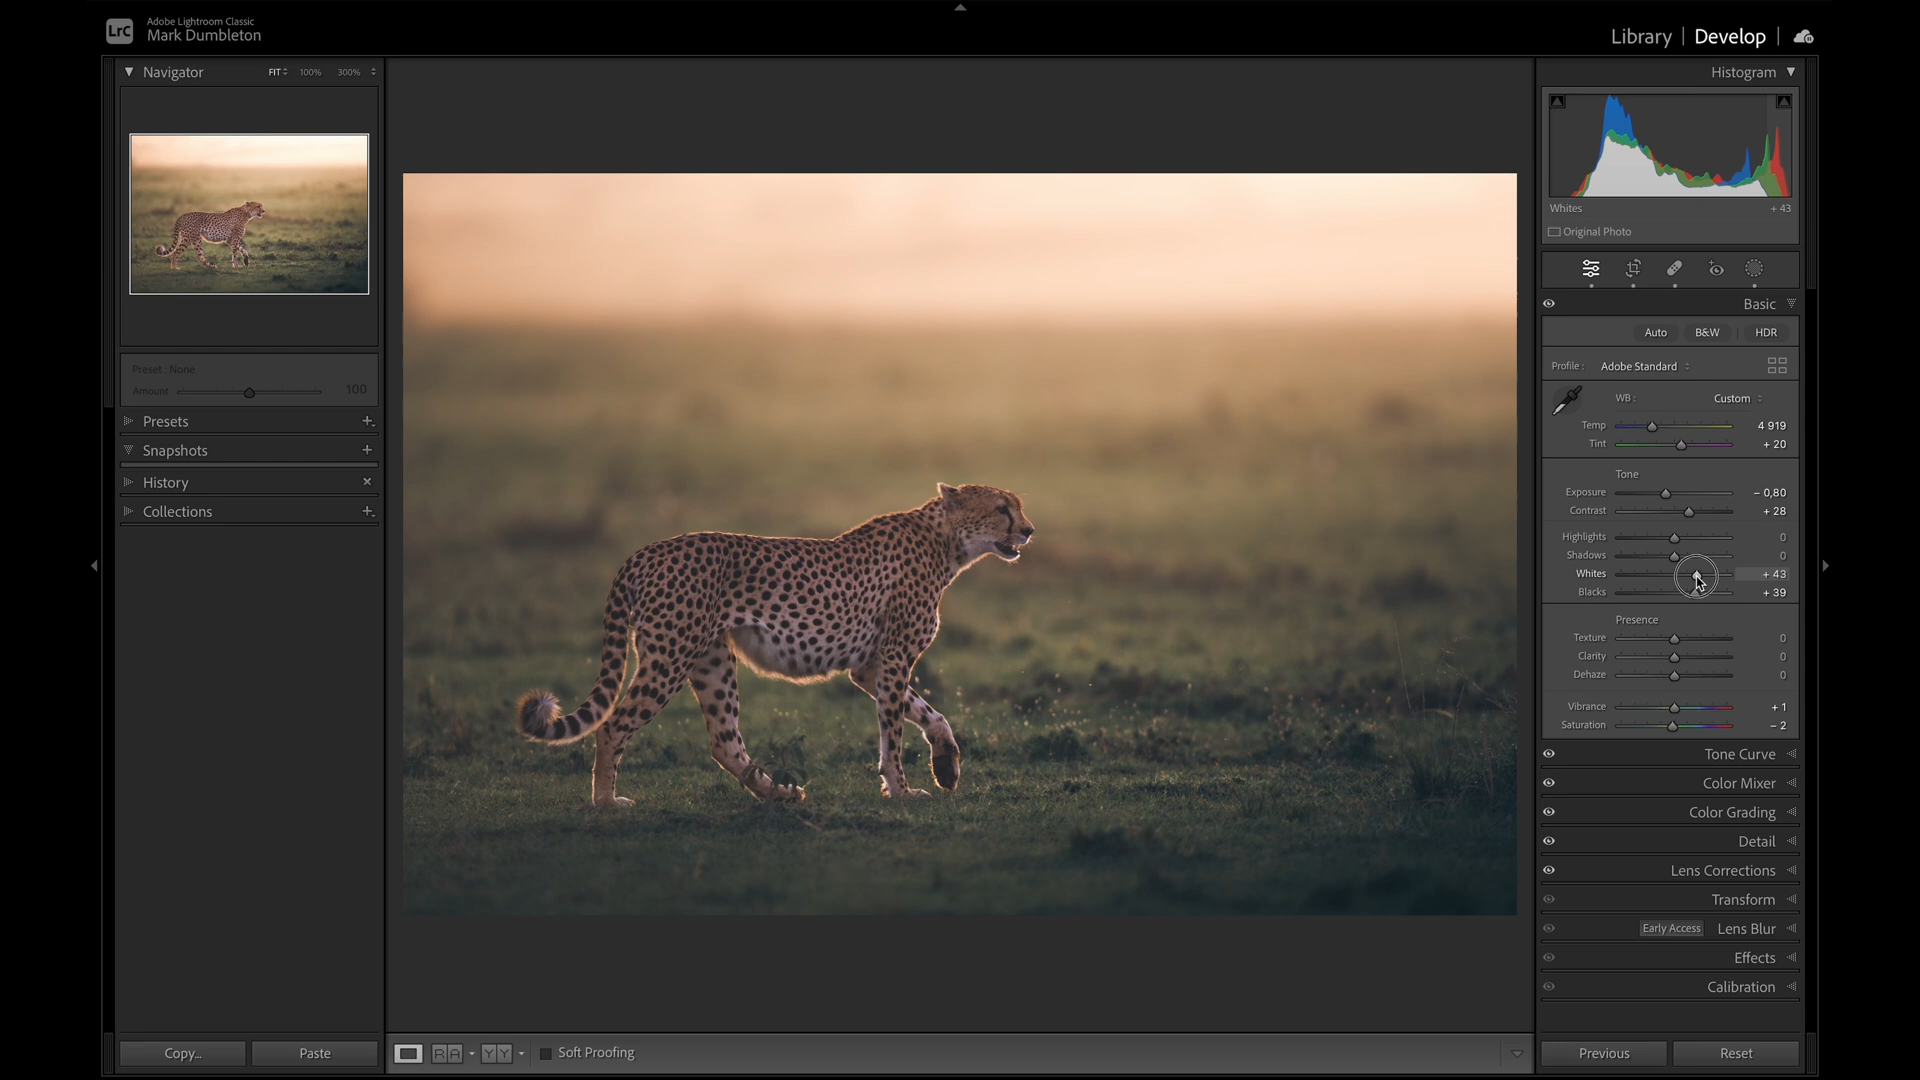 LrC
Adobe Lightroom Classic
Mark Dumbleton
Library | Develop |
Navigator FIT 100% 300%
Preset : None
Amount 100
Presets
Snapshots
History
Collections
Copy... Paste
R A Y Y Soft Proofing
Histogram
Whites + 43
Original Photo
Basic
Auto B&W | HDR
Profile : Adobe Standard
WB : Custom
Temp 4 919
Tint + 20
Tone
Exposure – 0,80
Contrast + 28
Highlights 0
Shadows 0
Whites + 43
Blacks + 39
Presence
Texture 0
Clarity 0
Dehaze 0
Vibrance + 1
Saturation – 2
Tone Curve
Color Mixer
Color Grading
Detail
Lens Corrections
Transform
Early Access Lens Blur
Effects
Calibration
Previous Reset